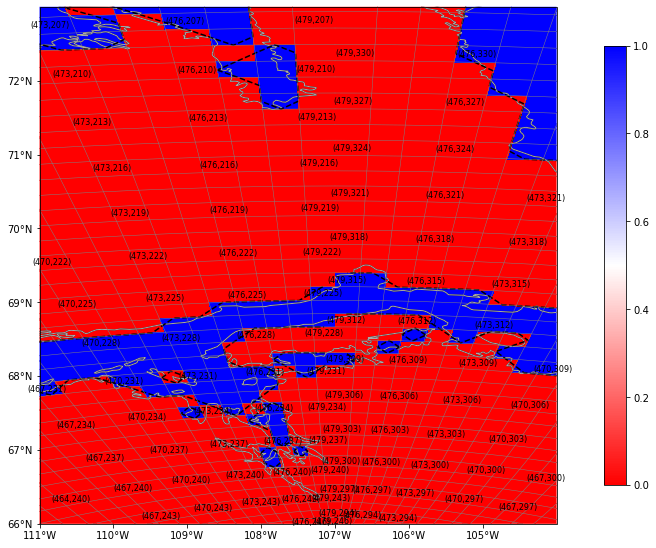 (473,207) (476,207) (479,207)
(479,330) (476,330)
(473,210) (476,210) (479,210)
72°N
(479,327) (476,327)
(473,213) (476,213) (479,213)
71°N
(479,324) (476,324)
(473,216) (476,216) (479,216)
(479,321) (476,321) (473,321)
70°N
(473,219) (476,219) (479,219)
(479,318) (476,318) (473,318)
(470,222) (473,222) (476,222) (479,222)
(476,315) (473,315)
69°N
(470,225) (473,225) (476,225)
(479,312)
(476,228) (479,228)
68°N
(476,309) (473,309)
(479,306) (476,306) (473,306) (470,306)
(467,234) (470,234) (479,234)
67°N
(479,303) (476,303) (473,303) (470,303)
(467,237) (470,237) (473,237) (479,237)
(479,300) (476,300) (473,300) (470,300) (467,300)
(464,240) (467,240) (470,240) (473,240) (476,240) (479,240)
(476,297) (473,297) (470,297) (467,297)
66°N
(467,243) (470,243) (473,243) (479,243)
(476,294) (473,294)
111°W 110°W 109°W 108°W 107°W 106°W 105°W
1.0
0.8
0.6
0.4
0.2
0.0